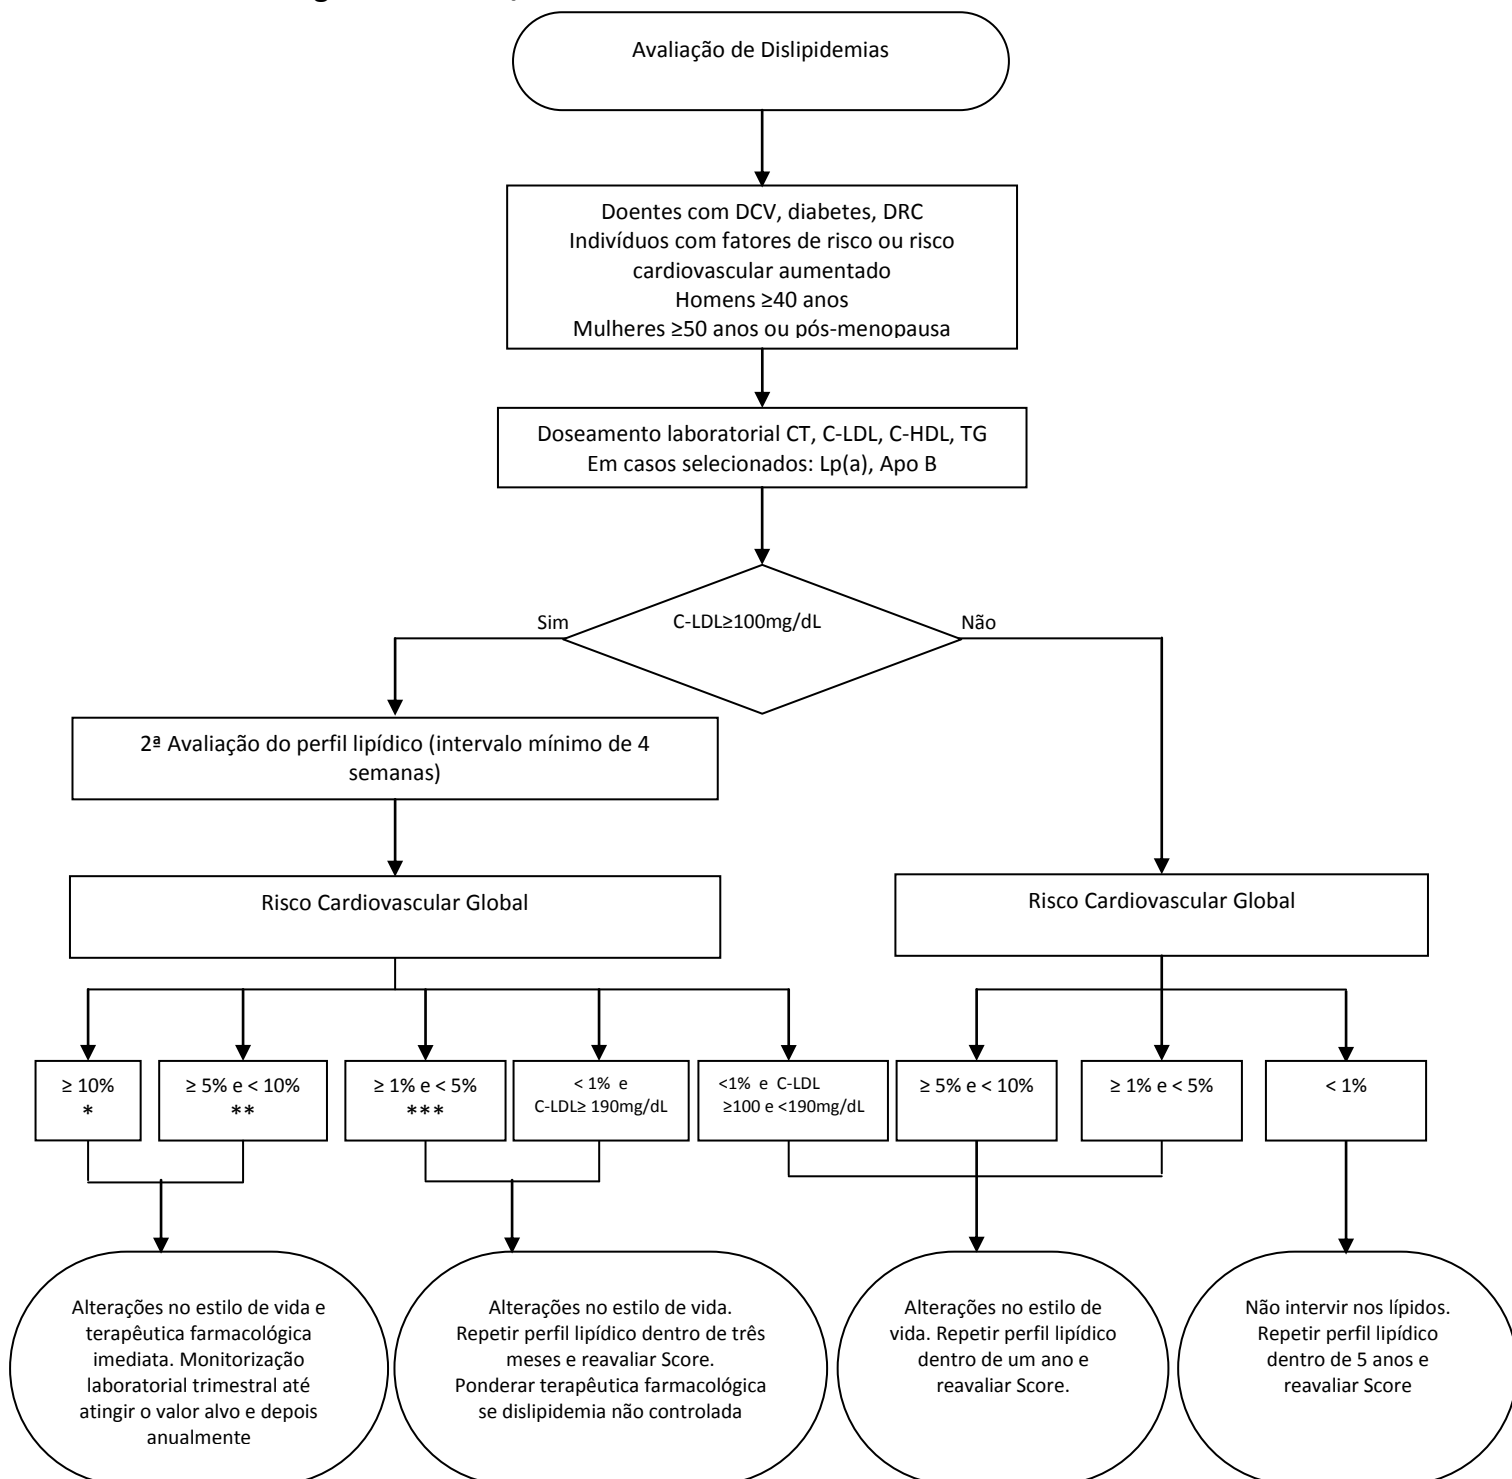 Avaliação de Dislipidemias
Doentes com DCV, diabetes, DRC
Indivíduos com fatores de risco ou risco
cardiovascular aumentado
Homens ≥40 anos
Mulheres ≥50 anos ou pós-menopausa
Doseamento laboratorial CT, C-LDL, C-HDL, TG
Em casos selecionados: Lp(a), Apo B
C-LDL≥100mg/dL
Sim
Não
2ª Avaliação do perfil lipídico (intervalo mínimo de 4
semanas)
Risco Cardiovascular Global
Risco Cardiovascular Global
≥ 10%
*
≥ 5% e < 10%
**
≥ 1% e < 5%
***
< 1% e
C-LDL≥ 190mg/dL
<1% e C-LDL
≥100 e <190mg/dL
≥ 5% e < 10%
≥ 1% e < 5%
< 1%
Alterações no estilo de vida e
terapêutica farmacológica
imediata. Monitorização
laboratorial trimestral até
atingir o valor alvo e depois
anualmente
Alterações no estilo de vida.
Repetir perfil lipídico dentro de três
meses e reavaliar Score.
Ponderar terapêutica farmacológica
se dislipidemia não controlada
Alterações no estilo de
vida. Repetir perfil lipídico
dentro de um ano e
reavaliar Score.
Não intervir nos lípidos.
Repetir perfil lipídico
dentro de 5 anos e
reavaliar Score